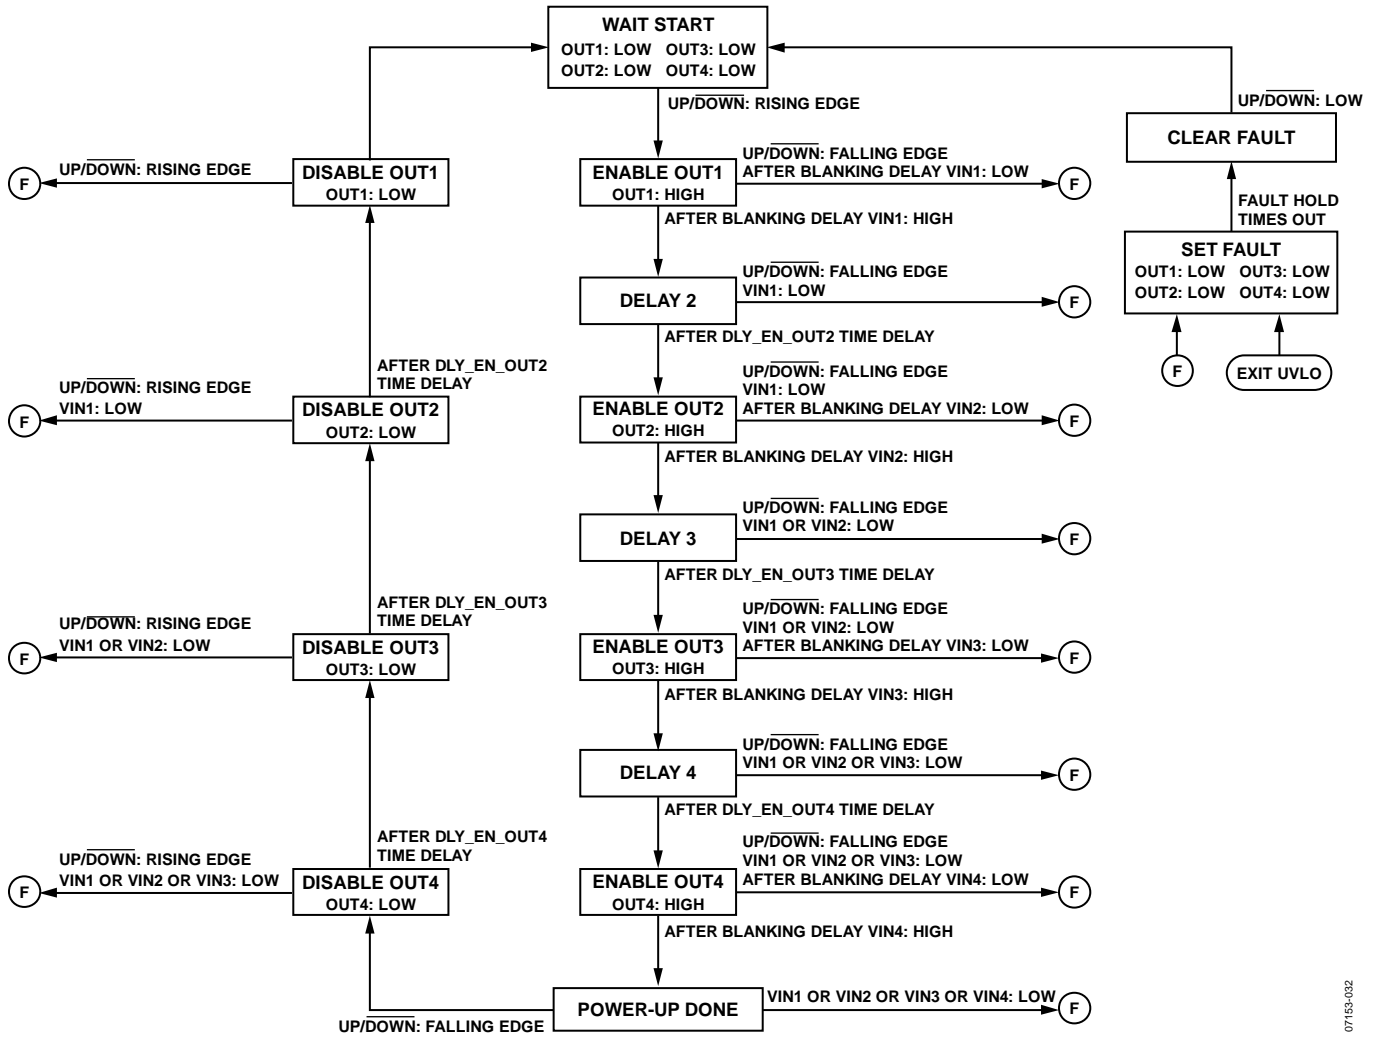 WAIT START
OUT1: LOW OUT3: LOW
OUT2: LOW OUT4: LOW
UP/DOWN: RISING EDGE
UP/DOWN: LOW
CLEAR FAULT
FAULT HOLD
TIMES OUT
SET FAULT
OUT1: LOW OUT3: LOW
OUT2: LOW OUT4: LOW
F
EXIT UVLO
ENABLE OUT1
OUT1: HIGH
UP/DOWN: FALLING EDGE
AFTER BLANKING DELAY VIN1: LOW
F
AFTER BLANKING DELAY VIN1: HIGH
DELAY 2
UP/DOWN: FALLING EDGE
VIN1: LOW
F
AFTER DLY_EN_OUT2 TIME DELAY
ENABLE OUT2
OUT2: HIGH
UP/DOWN: FALLING EDGE
VIN1: LOW
AFTER BLANKING DELAY VIN2: LOW
F
AFTER BLANKING DELAY VIN2: HIGH
DELAY 3
UP/DOWN: FALLING EDGE
VIN1 OR VIN2: LOW
F
AFTER DLY_EN_OUT3 TIME DELAY
ENABLE OUT3
OUT3: HIGH
UP/DOWN: FALLING EDGE
VIN1 OR VIN2: LOW
AFTER BLANKING DELAY VIN3: LOW
F
AFTER BLANKING DELAY VIN3: HIGH
DELAY 4
UP/DOWN: FALLING EDGE
VIN1 OR VIN2 OR VIN3: LOW
F
AFTER DLY_EN_OUT4 TIME DELAY
ENABLE OUT4
OUT4: HIGH
UP/DOWN: FALLING EDGE
VIN1 OR VIN2 OR VIN3: LOW
AFTER BLANKING DELAY VIN4: LOW
F
AFTER BLANKING DELAY VIN4: HIGH
POWER-UP DONE
VIN1 OR VIN2 OR VIN3 OR VIN4: LOW
F
UP/DOWN: FALLING EDGE
DISABLE OUT4
OUT4: LOW
UP/DOWN: RISING EDGE
VIN1 OR VIN2 OR VIN3: LOW
F
AFTER DLY_EN_OUT4
TIME DELAY
DISABLE OUT3
OUT3: LOW
UP/DOWN: RISING EDGE
VIN1 OR VIN2: LOW
F
AFTER DLY_EN_OUT3
TIME DELAY
DISABLE OUT2
OUT2: LOW
UP/DOWN: RISING EDGE
VIN1: LOW
F
AFTER DLY_EN_OUT2
TIME DELAY
DISABLE OUT1
OUT1: LOW
UP/DOWN: RISING EDGE
F
07153-032